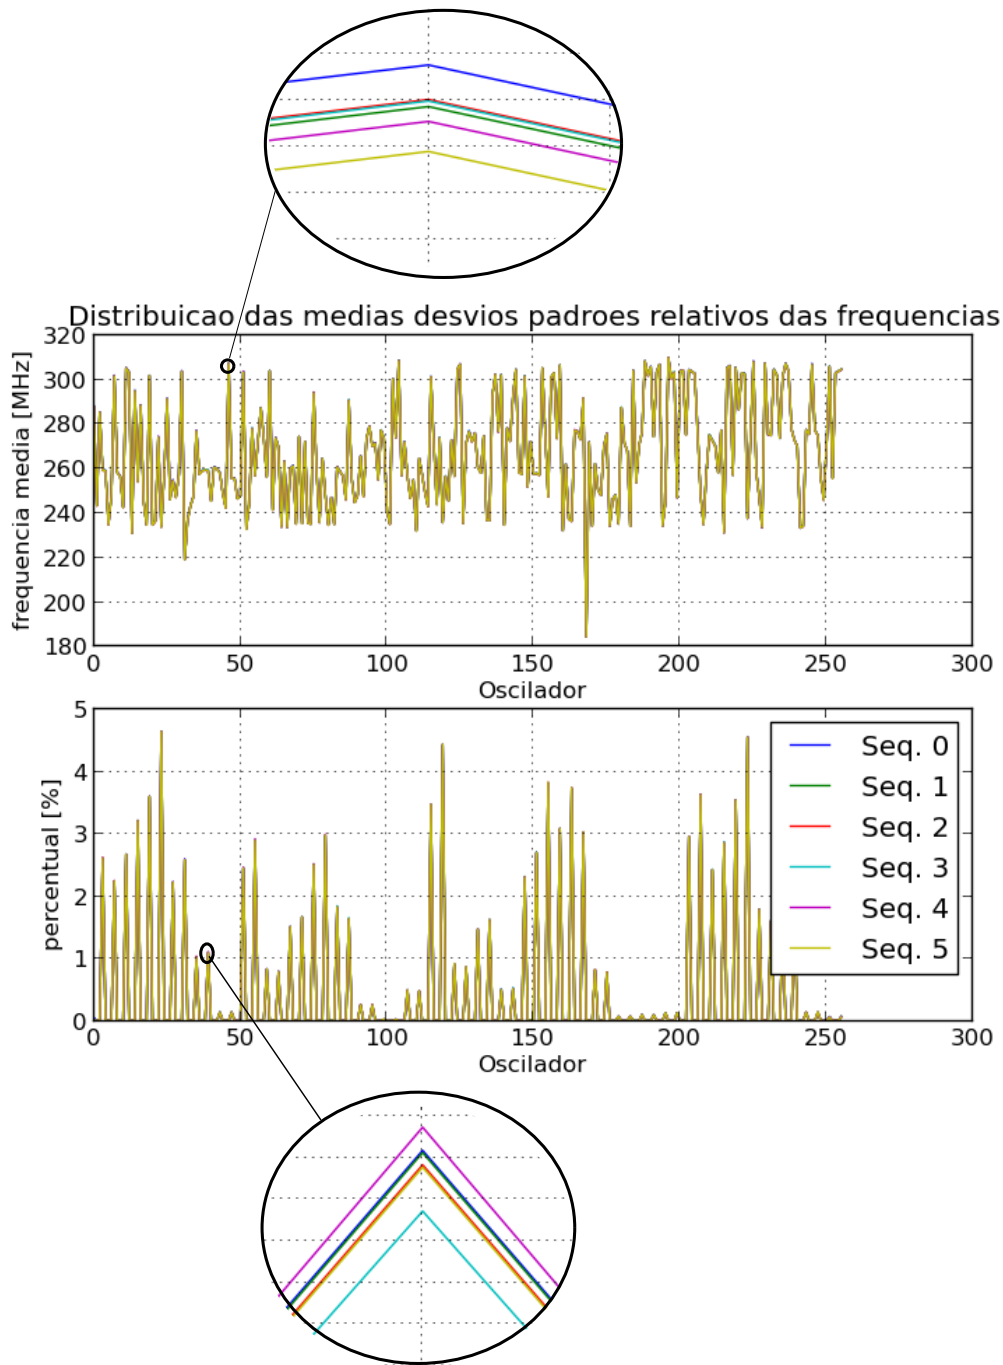 Distribuicao das medias desvios padroes relativos das frequencias
320
300
280
260
240
220
200
180
frequencia media [MHz]
0 50 100 150 200 250 300
Oscilador
5
4
3
2
1
0
percentual [%]
Seq. 0
Seq. 1
Seq. 2
Seq. 3
Seq. 4
Seq. 5
0 50 100 150 200 250 300
Oscilador